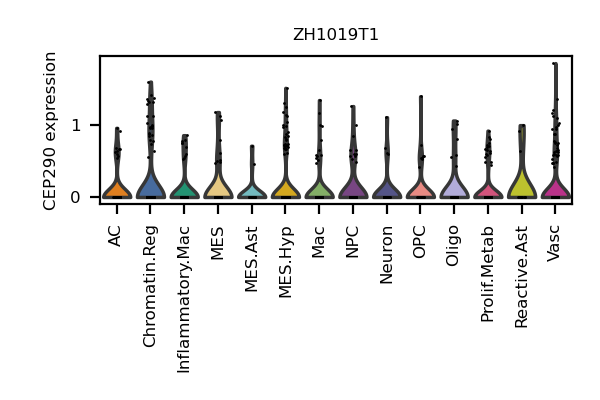 ZH1019T1
CEP290 expression
1
0
AC
Chromatin.Reg
Inflammatory.Mac
MES
MES.Ast
MES.Hyp
Mac
NPC
Neuron
OPC
Oligo
Prolif.Metab
Reactive.Ast
Vasc